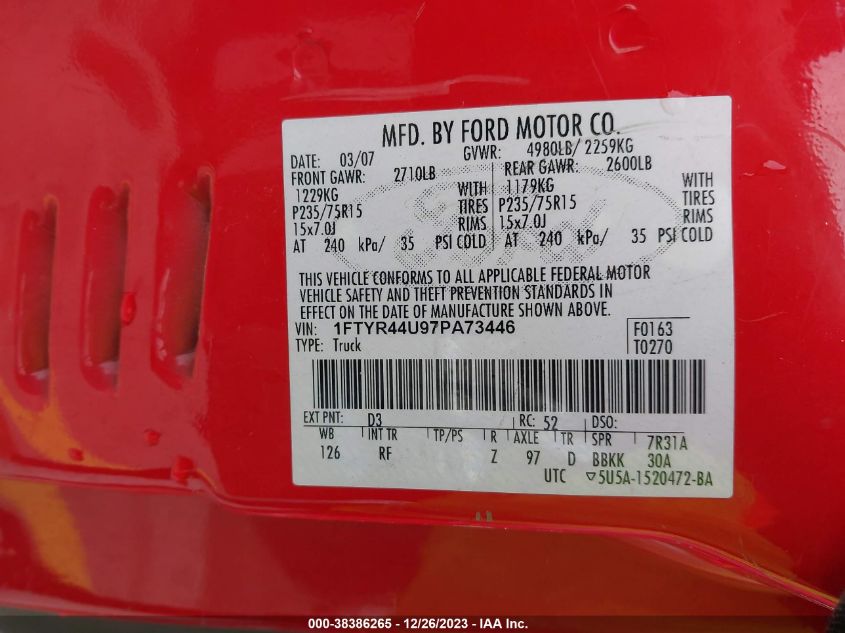 MFD. BY FORD MOTOR CO.
DATE: 03/07 GVWR: 4980LB/ 2259KG
FRONT GAWR: 2710LB REAR GAWR: 2600LB
1229KG WITH 1179KG WITH
P235/75R15 TIRES P235/75R15 TIRES
15x7.0J RIMS 15x7.0J RIMS
AT 240 kPa/ 35 PSI COLD AT 240 kPa/ 35 PSI COLD
Ford
THIS VEHICLE CONFORMS TO ALL APPLICABLE FEDERAL MOTOR
VEHICLE SAFETY AND THEFT PREVENTION STANDARDS IN
EFFECT ON THE DATE OF MANUFACTURE SHOWN ABOVE.
VIN: 1FTYR44U97PA73446 F0163
TYPE: Truck T0270
EXT PNT: D3 RC: 52 DSO:
WB INT TR TP/PS R AXLE TR SPR 7R31A
126 RF Z 97 D BBKK 30A
UTC ▽5U5A-1520472-BA
000-38386265 - 12/26/2023 - IAA Inc.